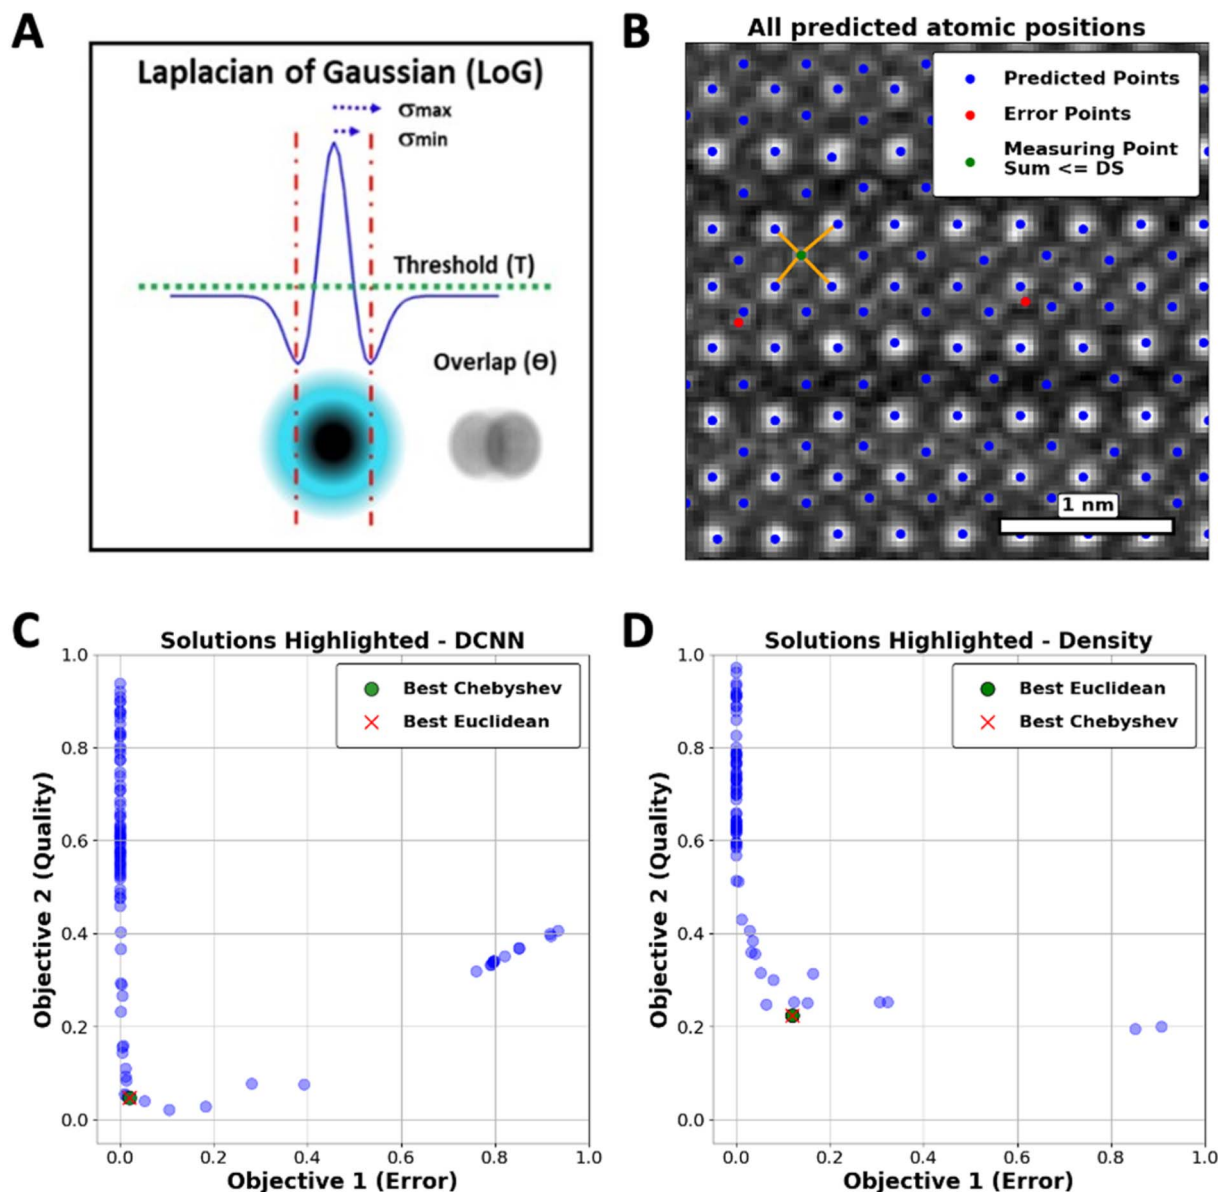 A
Laplacian of Gaussian (LoG)
σmax
σmin
Threshold (T)
Overlap (Θ)
B
All predicted atomic positions
Predicted Points
Error Points
Measuring Point
Sum <= DS
1 nm
C
Solutions Highlighted - DCNN
Best Chebyshev
Best Euclidean
Objective 2 (Quality)
1.0
0.8
0.6
0.4
0.2
0.0
0.0 0.2 0.4 0.6 0.8 1.0
Objective 1 (Error)
D
Solutions Highlighted - Density
Best Euclidean
Best Chebyshev
Objective 2 (Quality)
1.0
0.8
0.6
0.4
0.2
0.0
0.0 0.2 0.4 0.6 0.8 1.0
Objective 1 (Error)